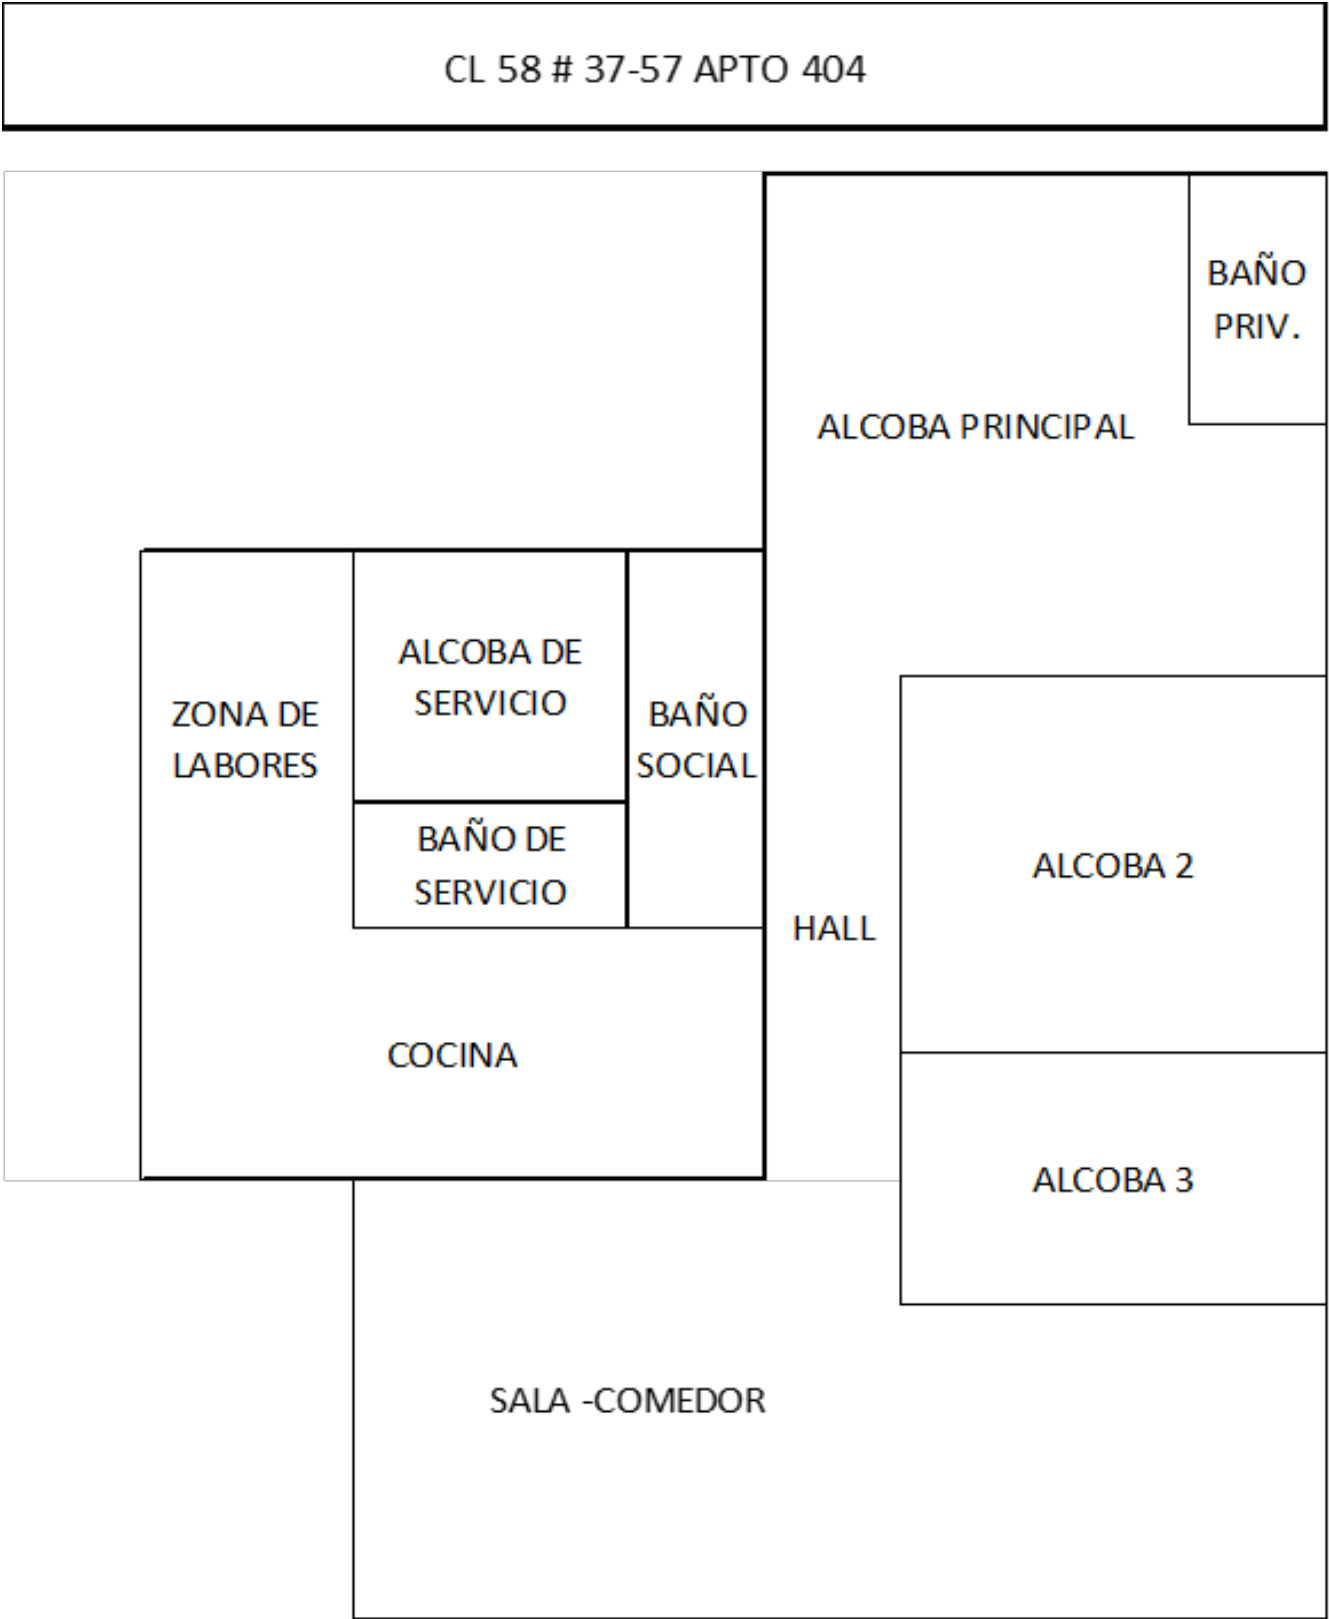 CL 58 # 37-57 APTO 404
BAÑO
PRIV.
ALCOBA PRINCIPAL
ALCOBA DE
SERVICIO
ZONA DE
LABORES
BAÑO
SOCIAL
BAÑO DE
SERVICIO
ALCOBA 2
HALL
COCINA
ALCOBA 3
SALA -COMEDOR